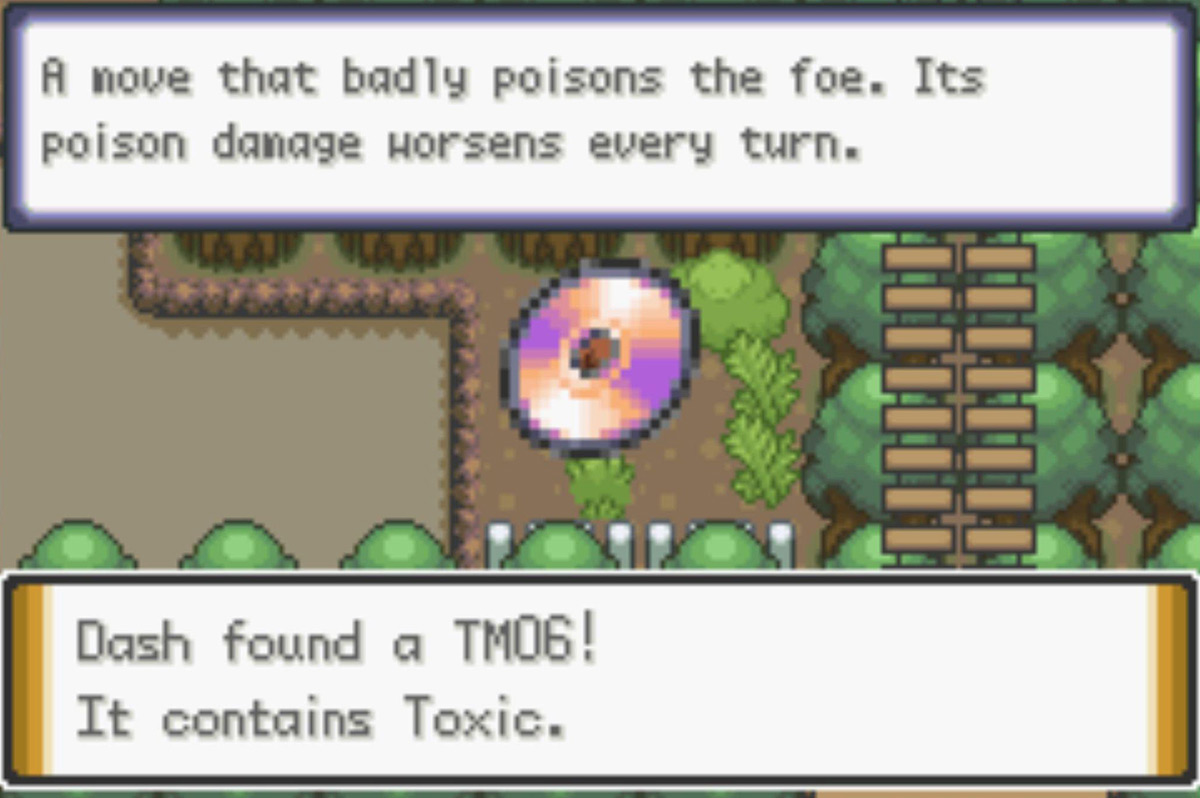 A move that badly poisons the foe. Its
poison damage worsens every turn.
Dash found a TM06!
It contains Toxic.